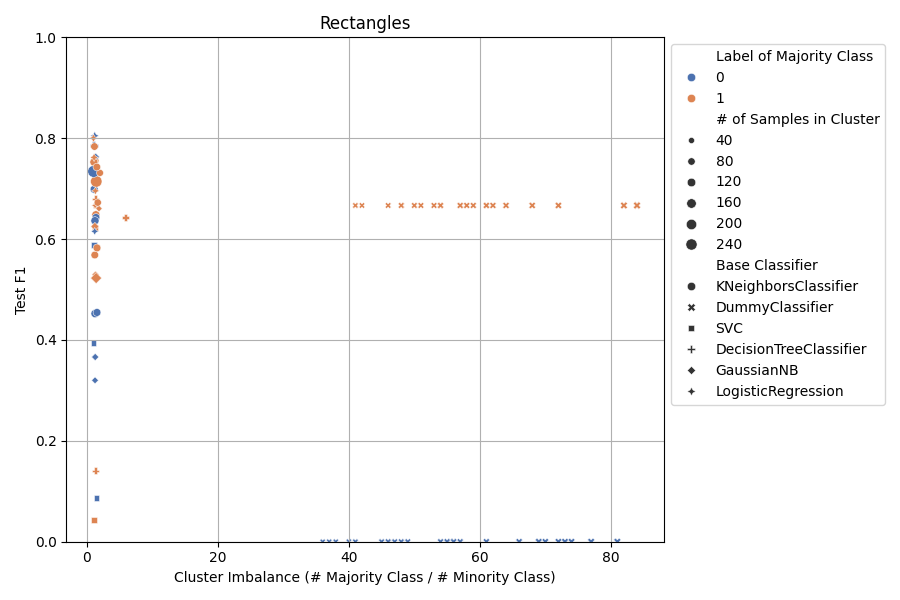 Rectangles
1.0
0.8
0.6
0.4
0.2
0.0
Test F1
0
20
40
60
80
Cluster Imbalance (# Majority Class / # Minority Class)
Label of Majority Class
0
1
# of Samples in Cluster
40
80
120
160
200
240
Base Classifier
KNeighborsClassifier
DummyClassifier
SVC
DecisionTreeClassifier
GaussianNB
LogisticRegression